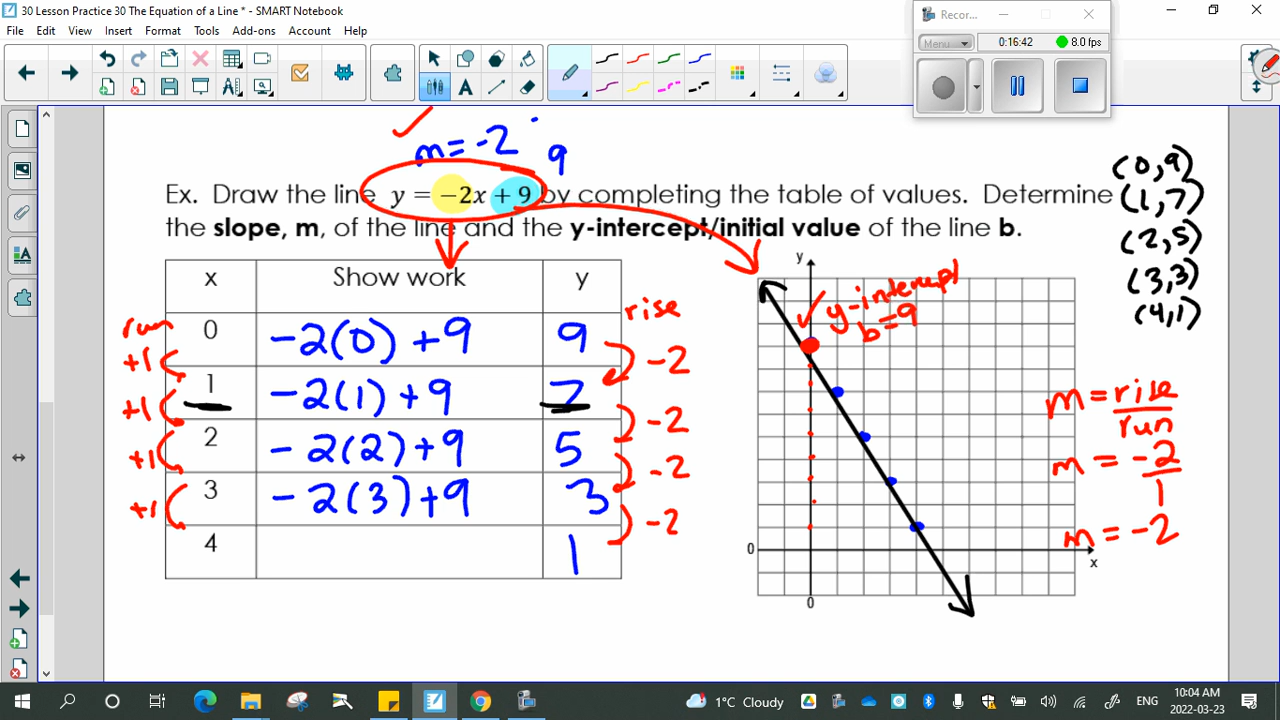 30 Lesson Practice 30 The Equation of a Line * - SMART Notebook
Recor...
File Edit View Insert Format Tools Add-ons Account Help
Menu
0:16:42
8.0 fps
m = -2
9
(0,9)
(1,7)
(2,5)
(3,3)
(4,1)
Ex. Draw the line y = −2x + 9 by completing the table of values. Determine
the slope, m, of the line and the y-intercept/initial value of the line b.
x Show work y
run
rise
0 -2(0) +9 9
+1 -2
1 -2(1) +9 7
+1 -2
2 -2(2)+9 5
+1 -2
3 -2(3)+9 3
+1 -2
4 1
y
y-intercept
b=9
0
0
x
m = rise
run
m = -2
1
m = -2
1°C Cloudy
ENG
10:04 AM
2022-03-23